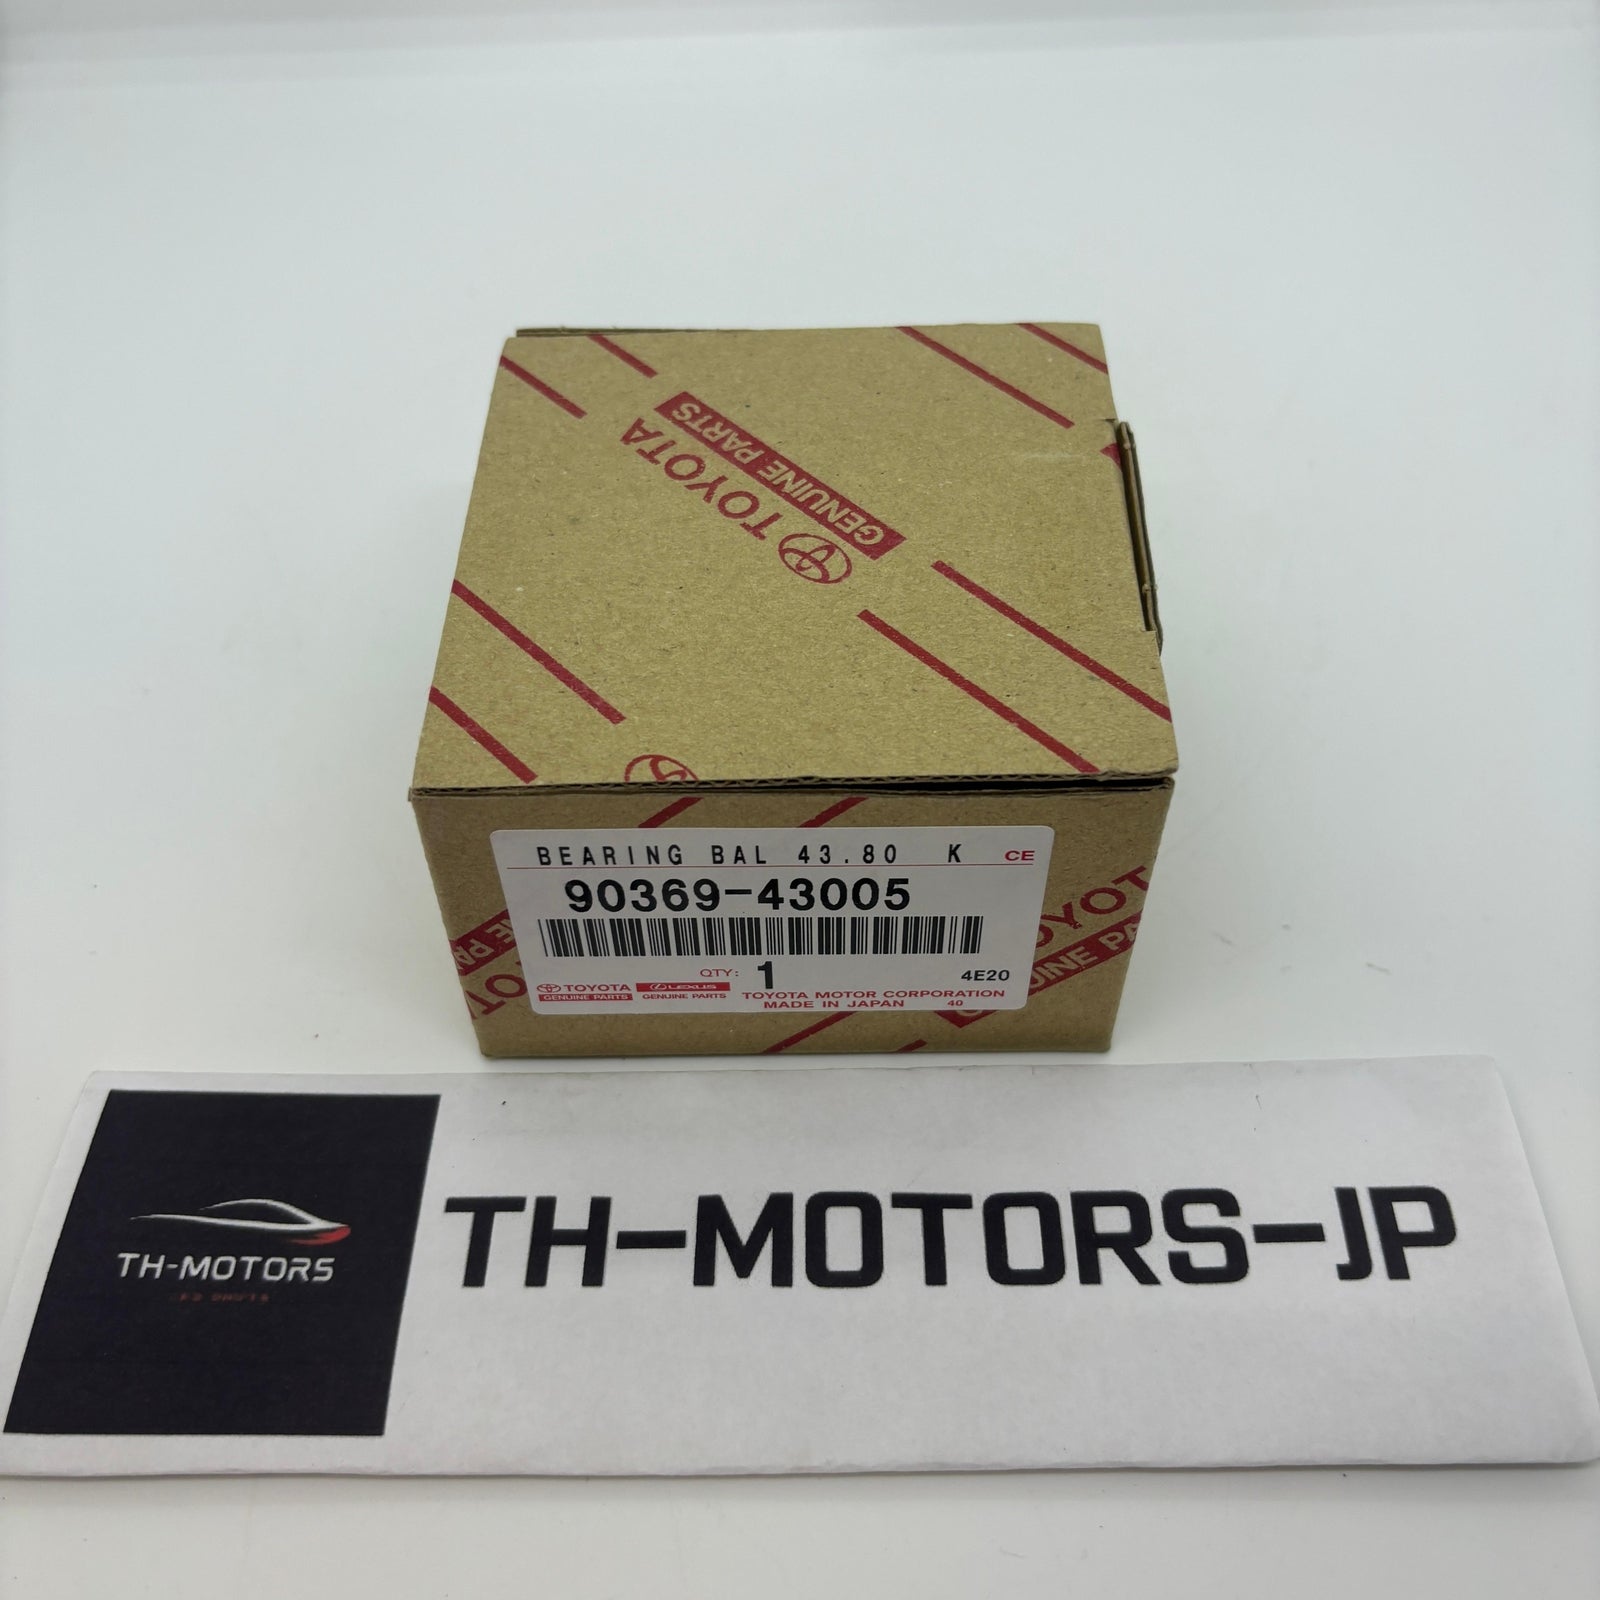 TOYOTA
TOYOTA
GENUINE PARTS
BEARING BAL 43.80 K CE
90369-43005
QTY: 1 4E20
TOYOTA LEXUS TOYOTA MOTOR CORPORATION
GENUINE PARTS GENUINE PARTS MADE IN JAPAN 40
TH-MOTORS
TH-MOTORS-JP